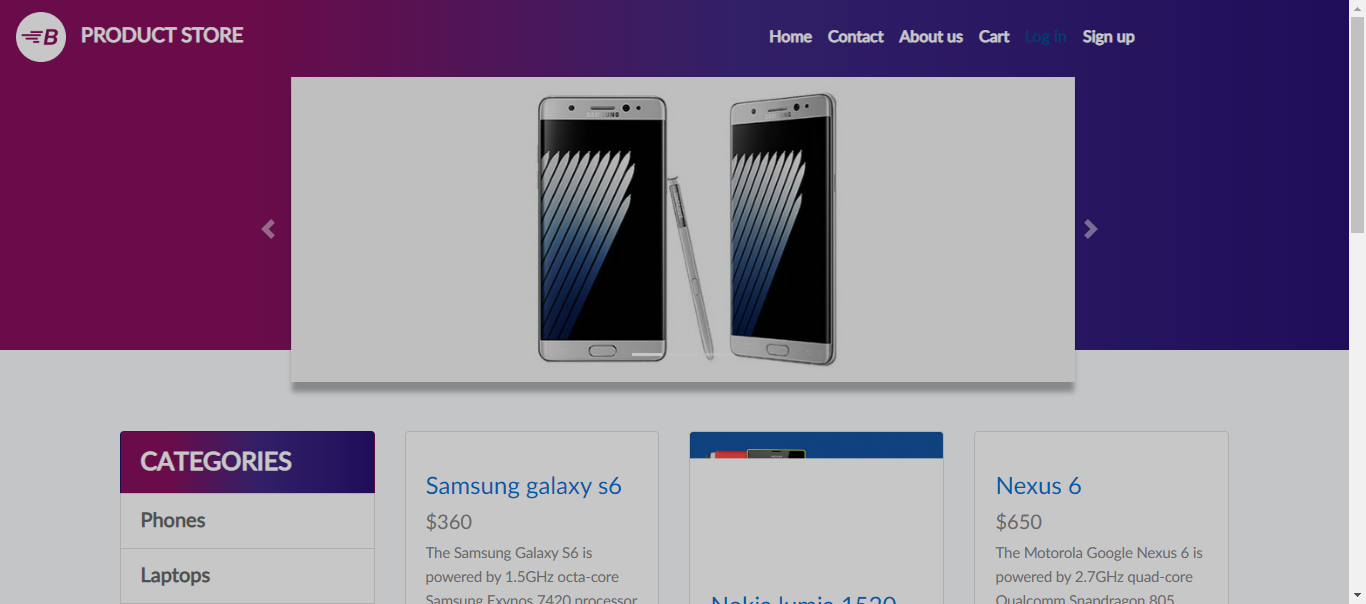 B PRODUCT STORE
Home Contact About us Cart Log in Sign up
SAMSUNG SAMSUNG
CATEGORIES
Phones
Laptops
Samsung galaxy s6
$360
The Samsung Galaxy S6 is
powered by 1.5GHz octa-core
Samsung Exynos 7420 processor
Nokia lumia 1520
Nexus 6
$650
The Motorola Google Nexus 6 is
powered by 2.7GHz quad-core
Qualcomm Snapdragon 805